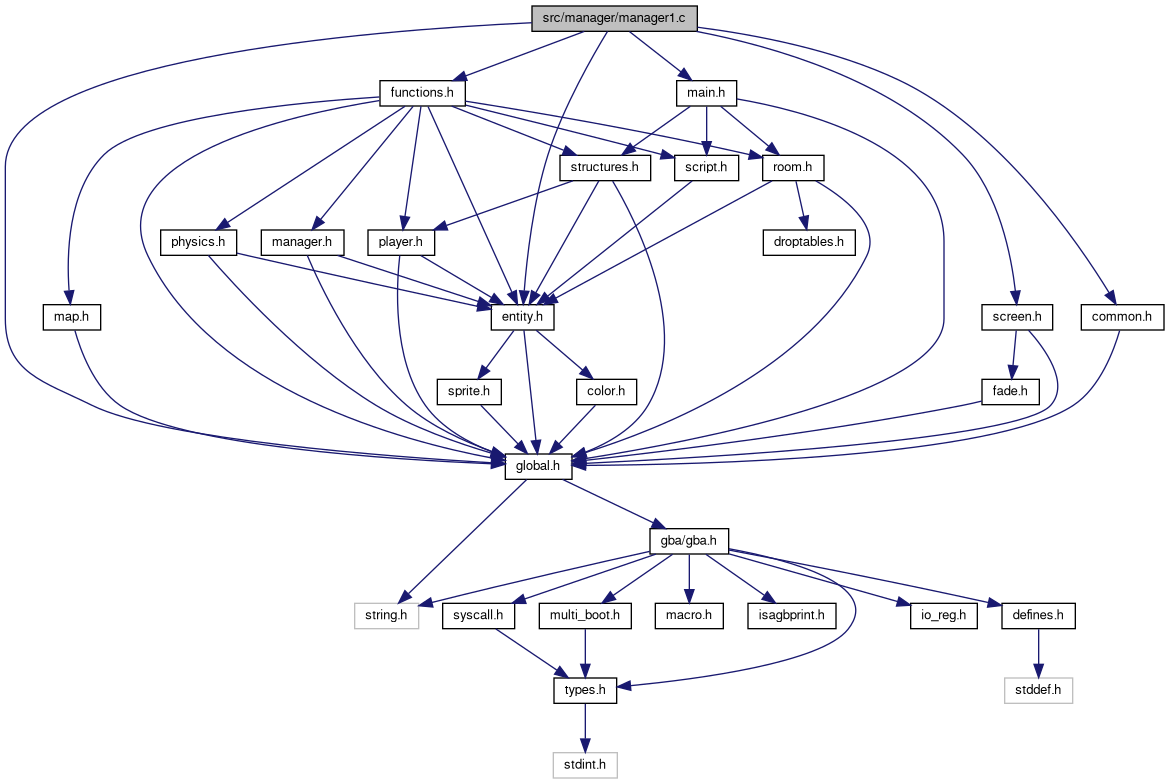 src/manager/manager1.c
functions.h
main.h
structures.h
script.h
room.h
physics.h
manager.h
player.h
droptables.h
map.h
entity.h
screen.h
common.h
sprite.h
color.h
fade.h
global.h
gba/gba.h
string.h
syscall.h
multi_boot.h
macro.h
isagbprint.h
io_reg.h
defines.h
types.h
stddef.h
stdint.h